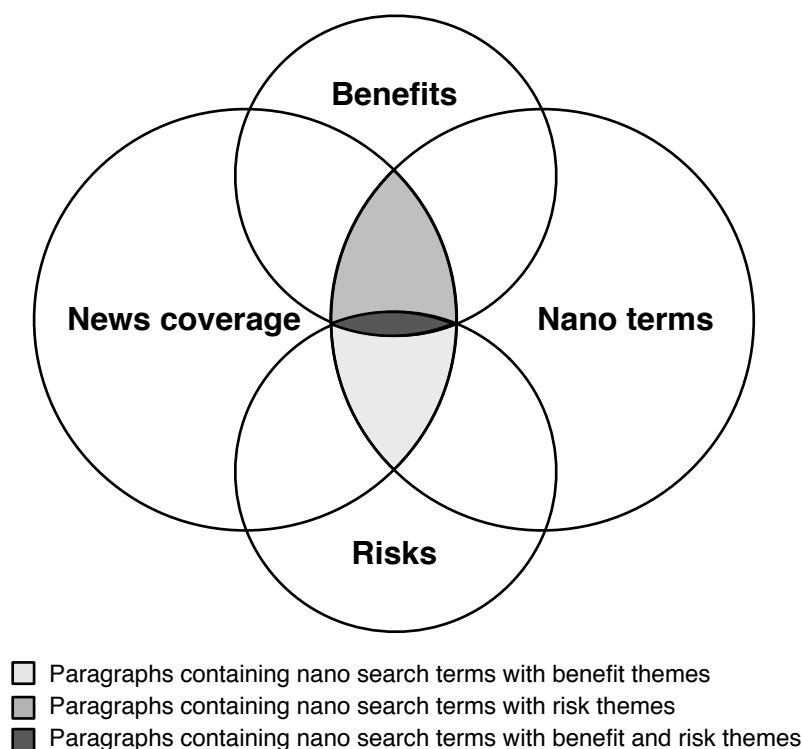 Benefits
News coverage
Nano terms
Risks
Paragraphs containing nano search terms with benefit themes
Paragraphs containing nano search terms with risk themes
Paragraphs containing nano search terms with benefit and risk themes